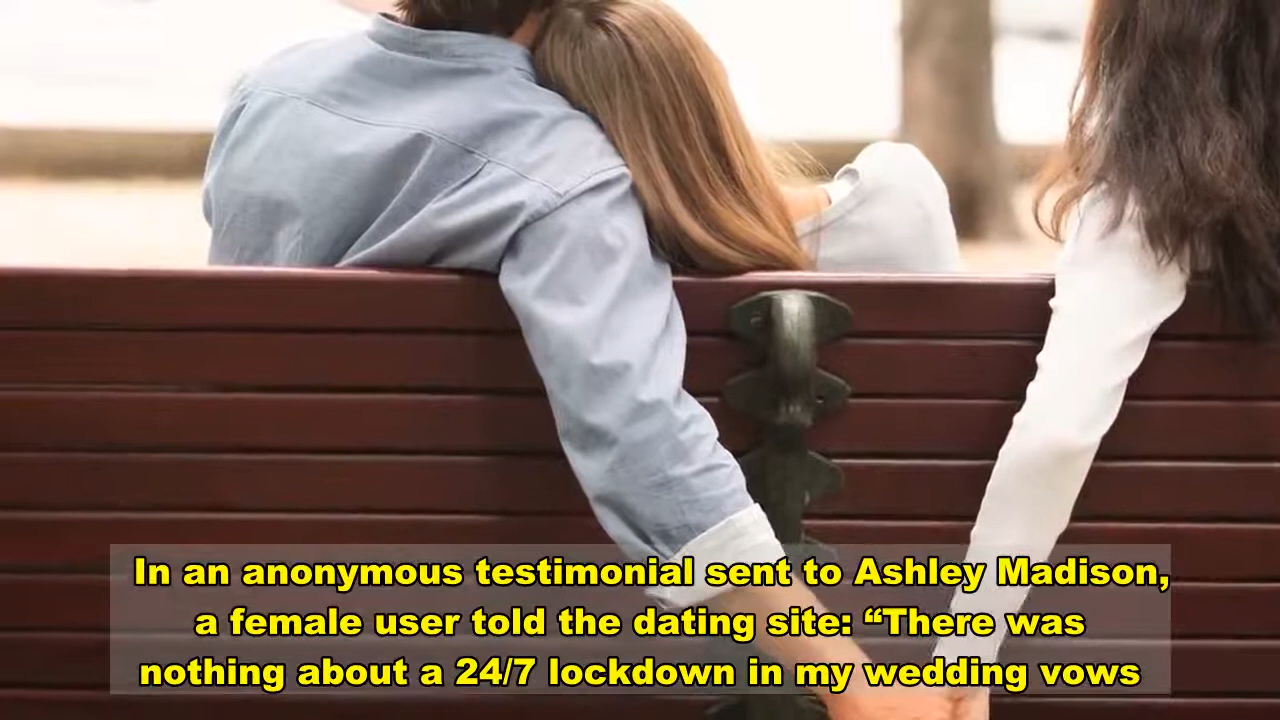 In an anonymous testimonial sent to Ashley Madison,
a female user told the dating site: “There was
nothing about a 24/7 lockdown in my wedding vows